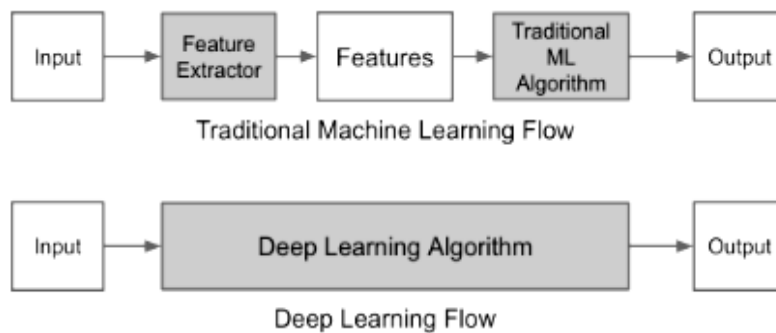 Input
Feature
Extractor
Features
Traditional
ML
Algorithm
Output
Traditional Machine Learning Flow
Input
Deep Learning Algorithm
Output
Deep Learning Flow